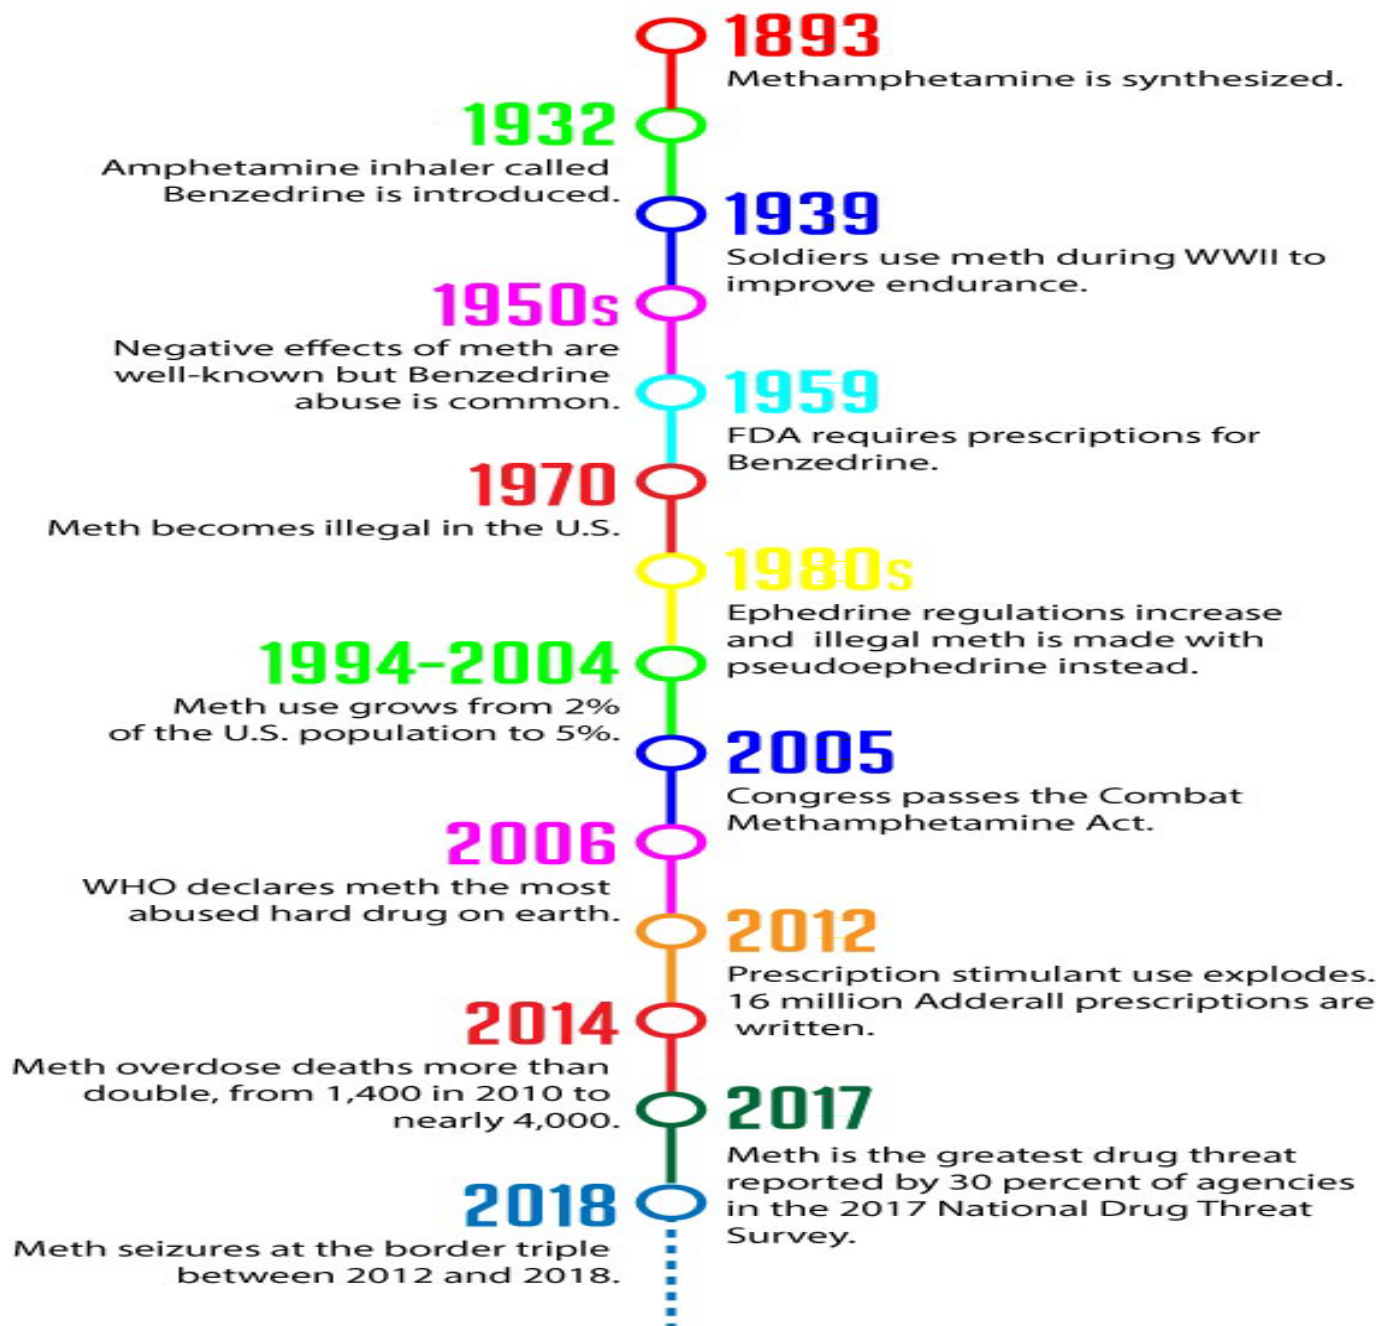 1893
Methamphetamine is synthesized.
1932
Amphetamine inhaler called
Benzedrine is introduced.
1939
Soldiers use meth during WWII to
improve endurance.
1950s
Negative effects of meth are
well-known but Benzedrine
abuse is common.
1959
FDA requires prescriptions for
Benzedrine.
1970
Meth becomes illegal in the U.S.
1980s
Ephedrine regulations increase
and illegal meth is made with
pseudoephedrine instead.
1994-2004
Meth use grows from 2%
of the U.S. population to 5%.
2005
Congress passes the Combat
Methamphetamine Act.
2006
WHO declares meth the most
abused hard drug on earth.
2012
Prescription stimulant use explodes.
16 million Adderall prescriptions are
written.
2014
Meth overdose deaths more than
double, from 1,400 in 2010 to
nearly 4,000.
2017
Meth is the greatest drug threat
reported by 30 percent of agencies
in the 2017 National Drug Threat
Survey.
2018
Meth seizures at the border triple
between 2012 and 2018.